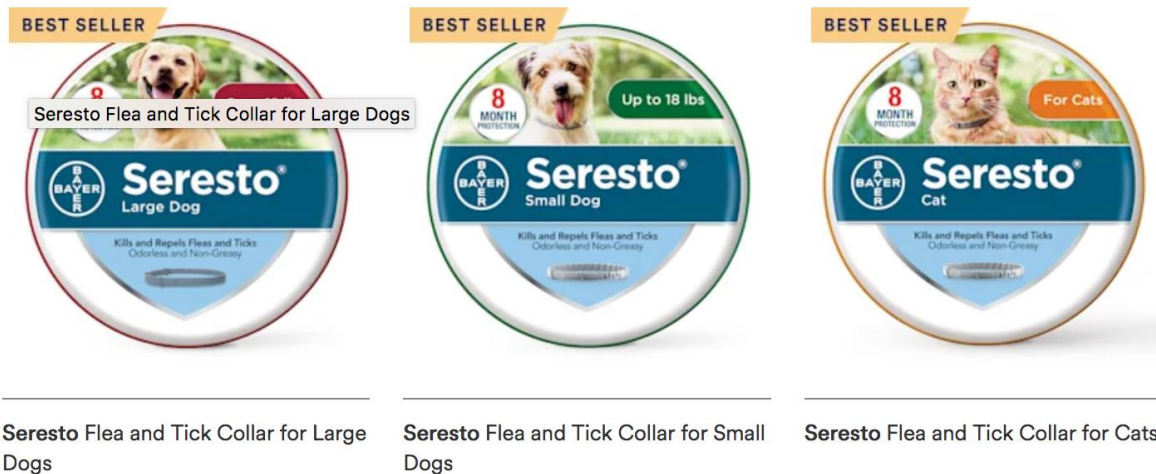 BEST SELLER
8
Seresto Flea and Tick Collar for Large Dogs
BAYER
BAYER
Seresto®
Large Dog
Kills and Repels Fleas and Ticks
Odorless and Non-Greasy
Seresto Flea and Tick Collar for Large
Dogs
BEST SELLER
8
MONTH
PROTECTION
Up to 18 lbs
BAYER
BAYER
Seresto®
Small Dog
Kills and Repels Fleas and Ticks
Odorless and Non-Greasy
Seresto Flea and Tick Collar for Small
Dogs
BEST SELLER
8
MONTH
PROTECTION
For Cats
BAYER
BAYER
Seresto®
Cat
Kills and Repels Fleas and Ticks
Odorless and Non-Greasy
Seresto Flea and Tick Collar for Cats